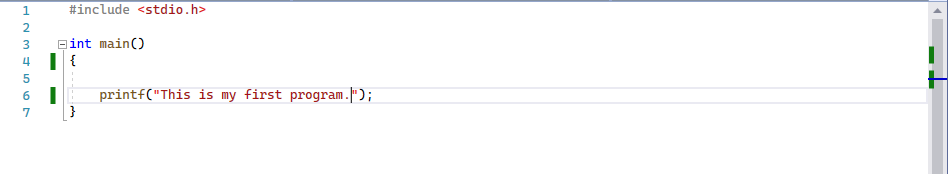 1 #include <stdio.h>
2
3 int main()
4 {
5
6 printf("This is my first program.");
7 }